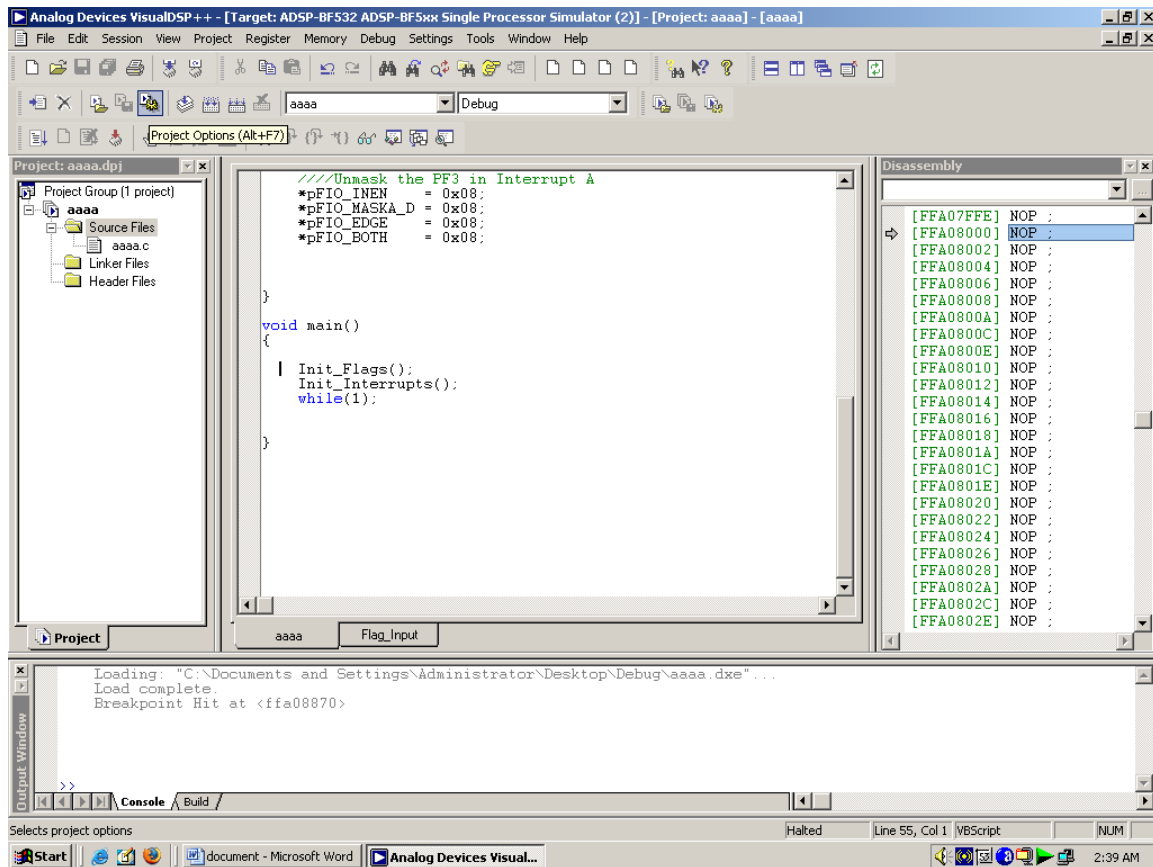 Analog Devices VisualDSP++ - [Target: ADSP-BF532 ADSP-BF5xx Single Processor Simulator (2)] - [Project: aaaa] - [aaaa]
File Edit Session View Project Register Memory Debug Settings Tools Window Help
aaaa Debug
Project Options (Alt+F7)
Project: aaaa.dpj
Project Group (1 project)
aaaa
Source Files
aaaa.c
Linker Files
Header Files
Project
////Unmask the PF3 in Interrupt A
*pFIO_INEN = 0x08;
*pFIO_MASKA_D = 0x08;
*pFIO_EDGE = 0x08;
*pFIO_BOTH = 0x08;
}
void main()
{
Init_Flags();
Init_Interrupts();
while(1);
}
aaaa Flag_Input
Disassembly
[FFA07FFE] NOP ;
[FFA08000] NOP ;
[FFA08002] NOP ;
[FFA08004] NOP ;
[FFA08006] NOP ;
[FFA08008] NOP ;
[FFA0800A] NOP ;
[FFA0800C] NOP ;
[FFA0800E] NOP ;
[FFA08010] NOP ;
[FFA08012] NOP ;
[FFA08014] NOP ;
[FFA08016] NOP ;
[FFA08018] NOP ;
[FFA0801A] NOP ;
[FFA0801C] NOP ;
[FFA0801E] NOP ;
[FFA08020] NOP ;
[FFA08022] NOP ;
[FFA08024] NOP ;
[FFA08026] NOP ;
[FFA08028] NOP ;
[FFA0802A] NOP ;
[FFA0802C] NOP ;
[FFA0802E] NOP ;
Output Window
Loading: "C:\Documents and Settings\Administrator\Desktop\Debug\aaaa.dxe"...
Load complete.
Breakpoint Hit at <ffa08870>
>>
Console Build
Selects project options Halted Line 55, Col 1 VBScript NUM
Start document - Microsoft Word Analog Devices Visual... 2:39 AM